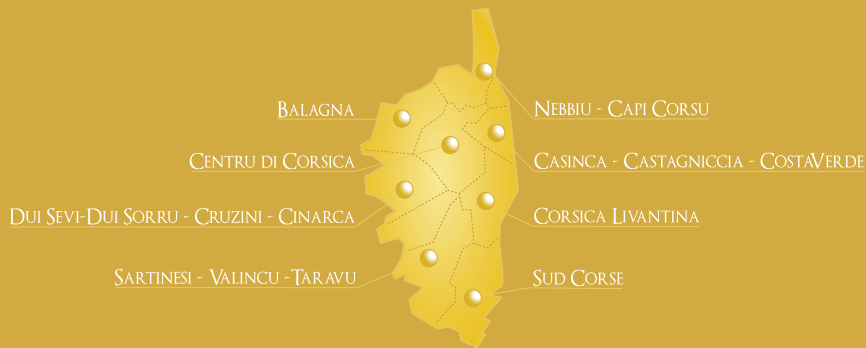 Balagna
Nebbiu - Capi Corsu
Centru di Corsica
Casinca - Castagniccia - CostaVerde
Dui Sevi-Dui Sorru - Cruzini - Cinarca
Corsica Livantina
Sartinesi - Valincu -Taravu
Sud Corse